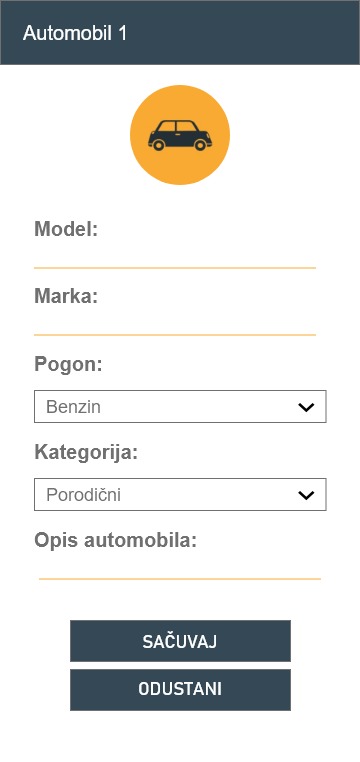 Automobil 1
Model:
Marka:
Pogon:
Benzin
Kategorija:
Porodični
Opis automobila:
SAČUVAJ
ODUSTANI